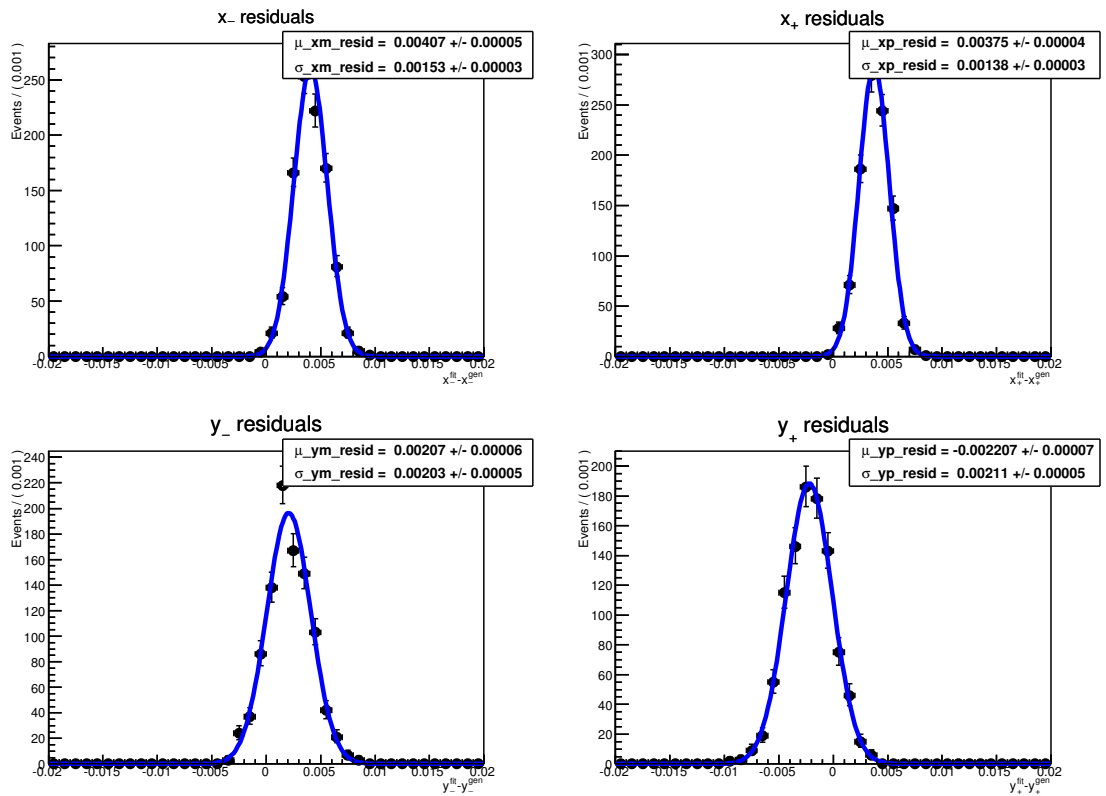 x₋ residuals
μ_xm_resid = 0.00407 +/- 0.00005
σ_xm_resid = 0.00153 +/- 0.00003
Events / ( 0.001 )
250
200
150
100
50
0
-0.02 -0.015 -0.01 -0.005 0 0.005 0.01 0.015 0.02
x₋^fit-x₋^gen
x₊ residuals
μ_xp_resid = 0.00375 +/- 0.00004
σ_xp_resid = 0.00138 +/- 0.00003
Events / ( 0.001 )
300
250
200
150
100
50
0
-0.02 -0.015 -0.01 -0.005 0 0.005 0.01 0.015 0.02
x₊^fit-x₊^gen
y₋ residuals
μ_ym_resid = 0.00207 +/- 0.00006
σ_ym_resid = 0.00203 +/- 0.00005
Events / ( 0.001 )
240
220
200
180
160
140
120
100
80
60
40
20
0
-0.02 -0.015 -0.01 -0.005 0 0.005 0.01 0.015 0.02
y₋^fit-y₋^gen
y₊ residuals
μ_yp_resid = -0.002207 +/- 0.00007
σ_yp_resid = 0.00211 +/- 0.00005
Events / ( 0.001 )
200
180
160
140
120
100
80
60
40
20
0
-0.02 -0.015 -0.01 -0.005 0 0.005 0.01 0.015 0.02
y₊^fit-y₊^gen